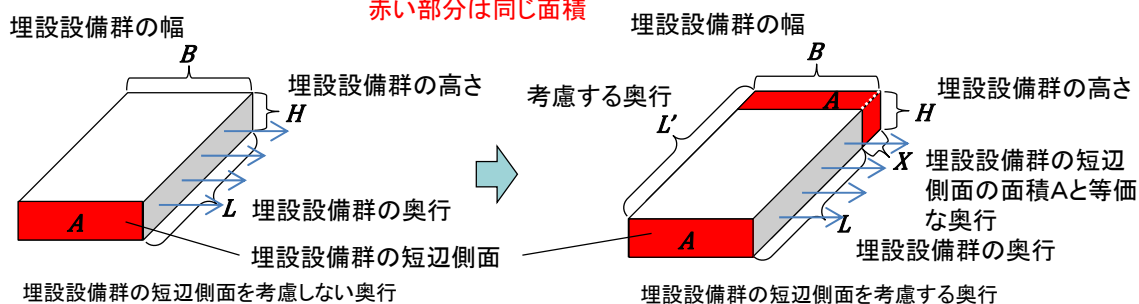 赤い部分は同じ面積
埋設設備群の幅
B
埋設設備群の高さ
H
L
埋設設備群の奥行
A
埋設設備群の短辺側面
埋設設備群の短辺側面を考慮しない奥行
埋設設備群の幅
B
考慮する奥行
L'
A
埋設設備群の高さ
H
X
埋設設備群の短辺
側面の面積Aと等価
な奥行
L
埋設設備群の奥行
A
埋設設備群の短辺側面を考慮する奥行